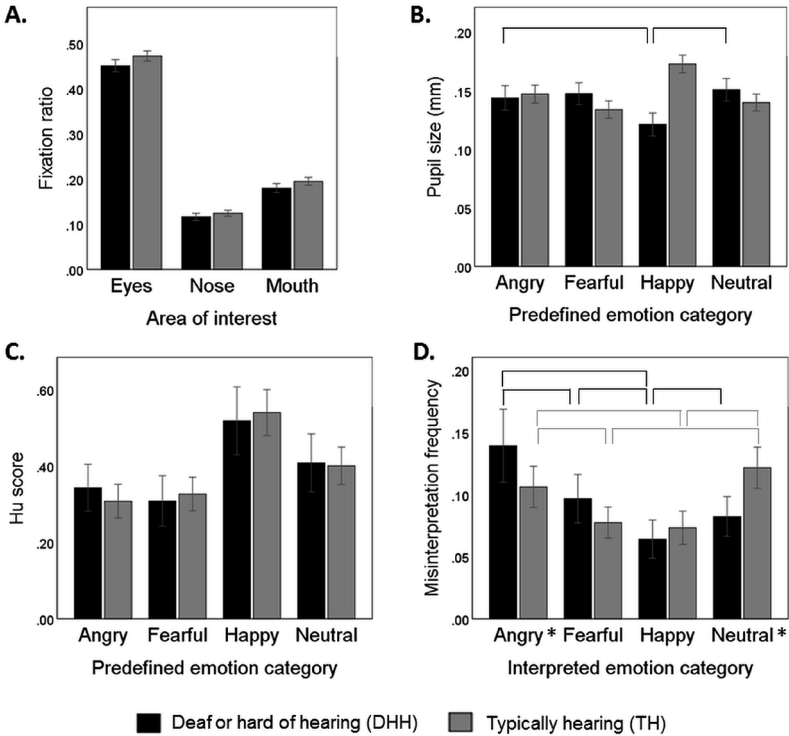 A.
Fixation ratio
.50
.40
.30
.20
.10
.00
Eyes Nose Mouth
Area of interest
B.
Pupil size (mm)
.20
.15
.10
.05
.00
Angry Fearful Happy Neutral
Predefined emotion category
C.
Hu score
.60
.40
.20
.00
Angry Fearful Happy Neutral
Predefined emotion category
D.
Misinterpretation frequency
.20
.15
.10
.05
.00
Angry * Fearful Happy Neutral *
Interpreted emotion category
Deaf or hard of hearing (DHH) Typically hearing (TH)